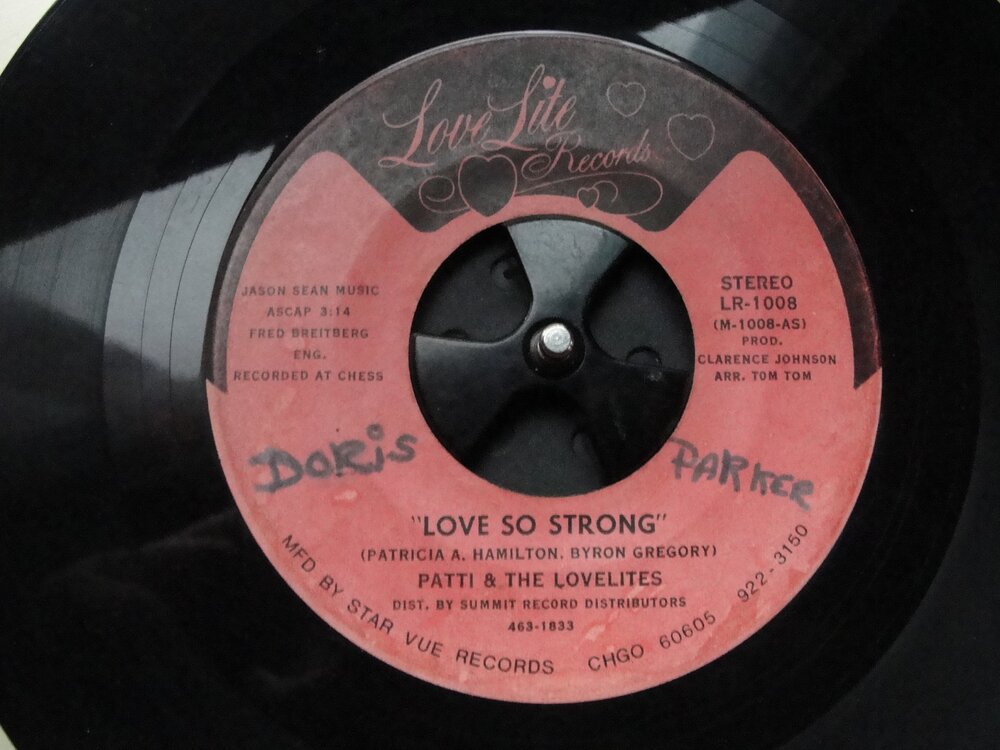 Love Lite
Records
JASON SEAN MUSIC
ASCAP 3:14
FRED BREITBERG
ENG.
RECORDED AT CHESS
STEREO
LR-1008
(M-1008-AS)
PROD.
CLARENCE JOHNSON
ARR. TOM TOM
DORiS PARKER
"LOVE SO STRONG"
(PATRICIA A. HAMILTON, BYRON GREGORY)
PATTI & THE LOVELITES
DIST. BY SUMMIT RECORD DISTRIBUTORS
463-1833
MFD BY STAR VUE RECORDS CHGO 60605 922-3150